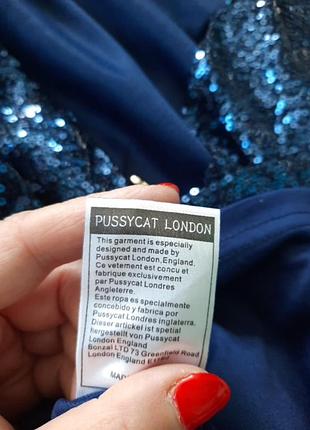 PUSSYCAT LONDON
This garment is especially
designed and made by
Pussycat London,England.
Ce vetement est concu et
fabrique exclusivement
par Pussycat Londres
Angleterre.
Este ropa es specialmente
concebido y fabrica por
Pussycat Londres inglaterra.
Dieser artickel ist spetial
hergestellt von Pussycat
London England
Bonzai LTD 73 Greenfield Road
London England
MADE